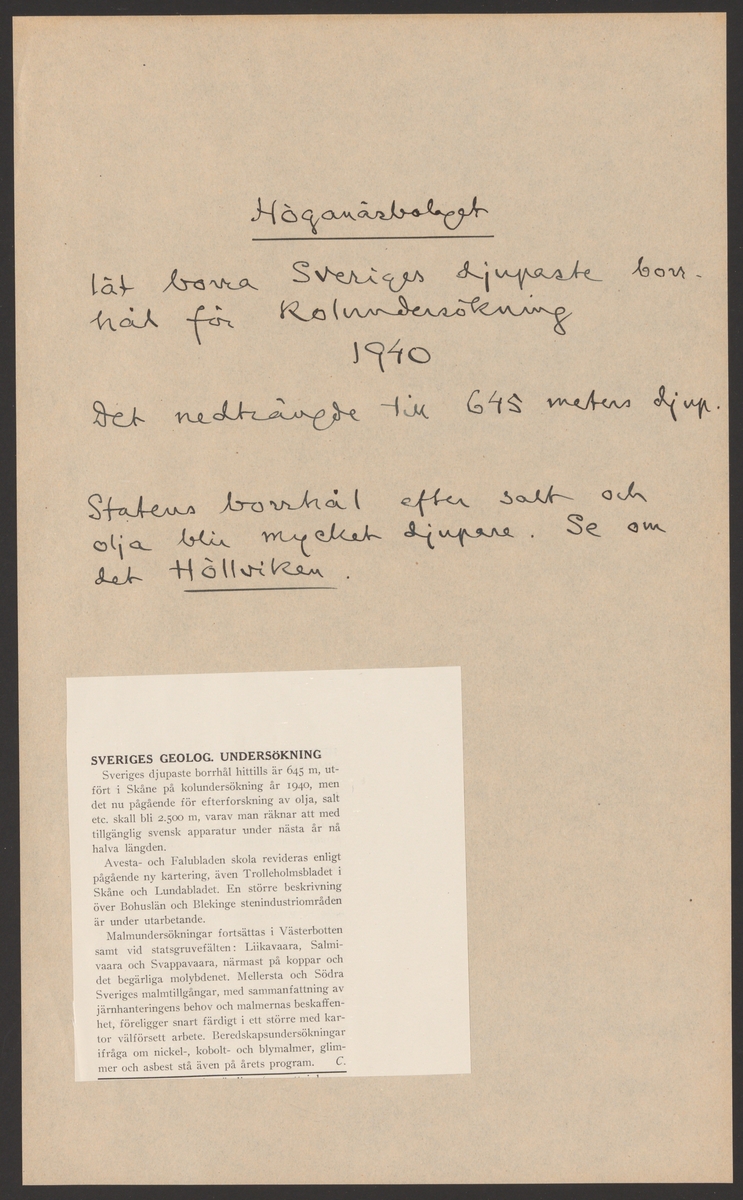 Höganäsbolaget
lät borra Sveriges djupaste borr-
hål för kolundersökning
1940
Det nedträngde till 645 meters djup.
Statens borrhål efter salt och
olja blir mycket djupare. Se om
det Höllviken.
SVERIGES GEOLOG. UNDERSÖKNING
Sveriges djupaste borrhål hittills är 645 m, ut-
fört i Skåne på kolundersökning år 1940, men
det nu pågående för efterforskning av olja, salt
etc. skall bli 2.500 m, varav man räknar att med
tillgänglig svensk apparatur under nästa år nå
halva längden.
Avesta- och Falubladen skola revideras enligt
pågående ny kartering, även Trolleholmsbladet i
Skåne och Lundabladet. En större beskrivning
över Bohuslän och Blekinge stenindustriområden
är under utarbetande.
Malmundersökningar fortsättas i Västerbotten
samt vid statsgruvefälten: Liikavaara, Salmi-
vaara och Svappavaara, närmast på koppar och
det begärliga molybdenet. Mellersta och Södra
Sveriges malmtillgångar, med sammanfattning av
järnhanteringens behov och malmernas beskaffen-
het, föreligger snart färdigt i ett större med kar-
tor välförsett arbete. Beredskapsundersökningar
ifråga om nickel-, kobolt- och blymalmer, glim-
mer och asbest stå även på årets program. C.